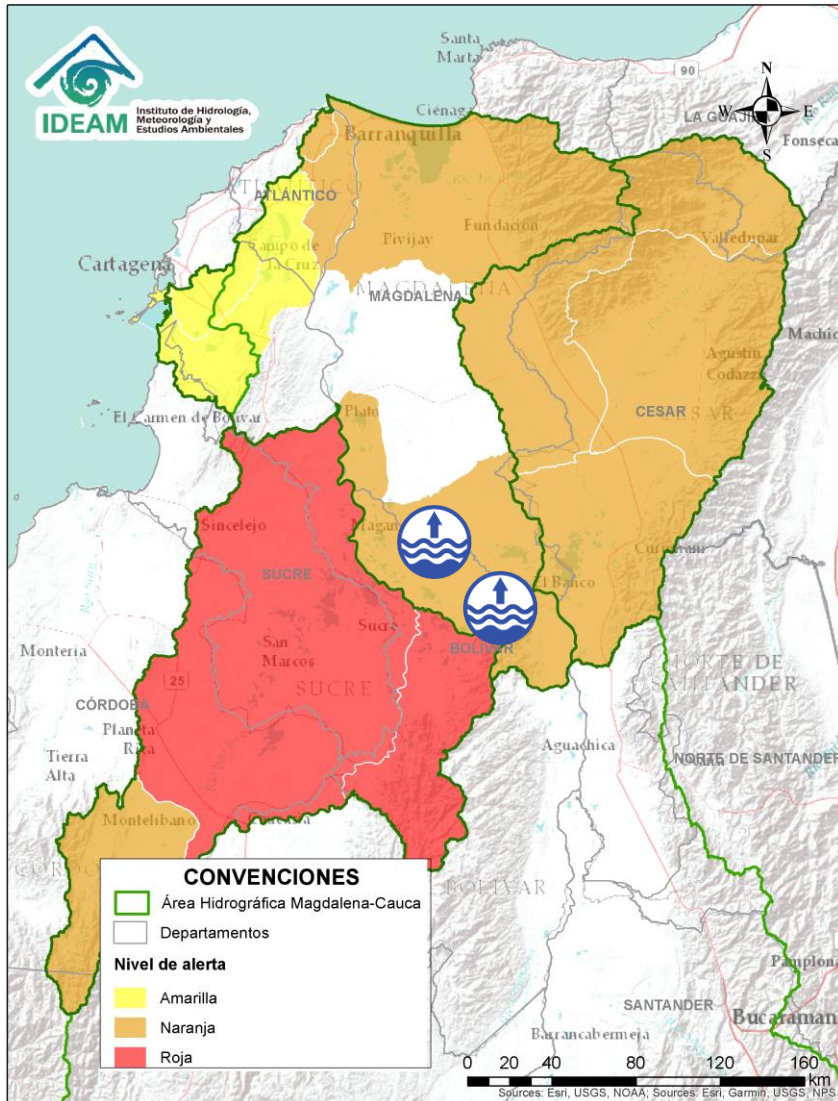 IDEAM
Instituto de Hidrología,
Meteorología y
Estudios Ambientales
Santa
Marta
90
N
W
E
S
Ciénaga
LA GUAJI
Fonseca
Barranquilla
ATLÁNTICO
Fundación
Valledupar
Pivijay
Campo de
la Cruz
Cartagena
MAGDALENA
MAGDALENA
Agustín
Codazzi
CESAR
El Carmen de Bolívar
Plato
Sincelejo
Magan
SUCRE
El Banco
Sucre
BOLÍVAR
Montería
San
Marcos
25
SUCRE
NORTE DE
SANTANDER
CÓRDOBA
Planeta
Rica
Aguachica
NORTE DE SANTANDER
Tierra
Alta
Montelíbano
BOLÍVAR
CONVENCIONES
Área Hidrográfica Magdalena-Cauca
Departamentos
Nivel de alerta
Amarilla
Naranja
Roja
Pamplona
SANTANDER
Bucaraman
Barrancabermeja
0 20 40 80 120 160
km
Sources: Esri, USGS, NOAA; Sources: Esri, Garmin, USGS, NPS